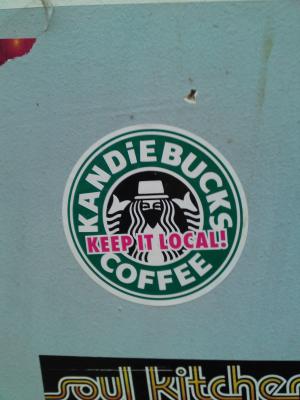 KANDiEBUCKS
KEEP IT LOCAL!
COFFEE
soul kitchen